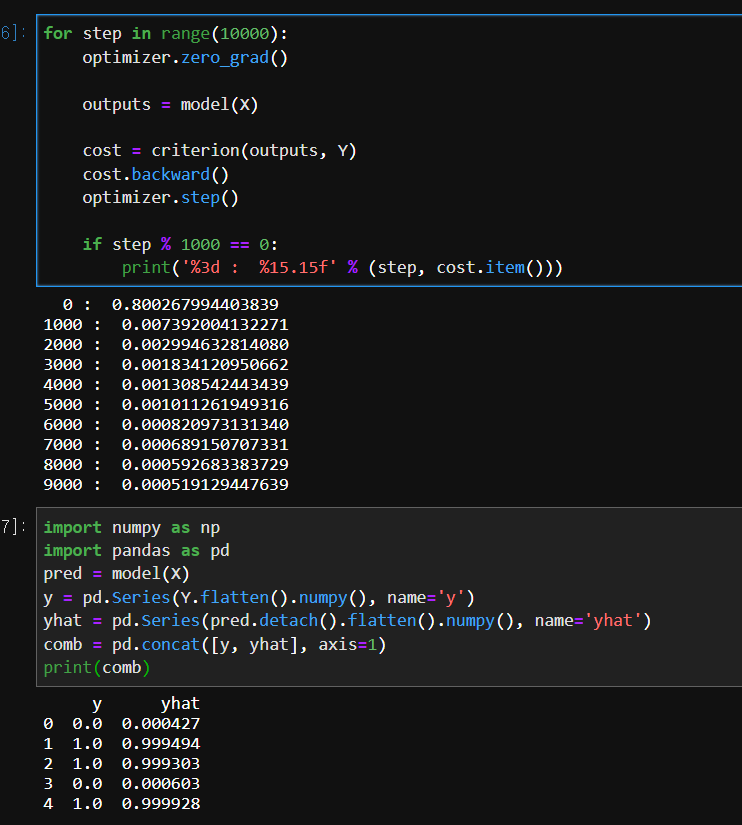 6]:
for step in range(10000):
    optimizer.zero_grad()

    outputs = model(X)

    cost = criterion(outputs, Y)
    cost.backward()
    optimizer.step()

    if step % 1000 == 0:
        print('%3d :  %15.15f' % (step, cost.item()))
  0 :  0.800267994403839
1000 :  0.007392004132271
2000 :  0.002994632814080
3000 :  0.001834120950662
4000 :  0.001308542443439
5000 :  0.001011261949316
6000 :  0.000820973131340
7000 :  0.000689150707331
8000 :  0.000592683383729
9000 :  0.000519129447639
7]:
import numpy as np
import pandas as pd
pred = model(X)
y = pd.Series(Y.flatten().numpy(), name='y')
yhat = pd.Series(pred.detach().flatten().numpy(), name='yhat')
comb = pd.concat([y, yhat], axis=1)
print(comb)
     y      yhat
0  0.0  0.000427
1  1.0  0.999494
2  1.0  0.999303
3  0.0  0.000603
4  1.0  0.999928